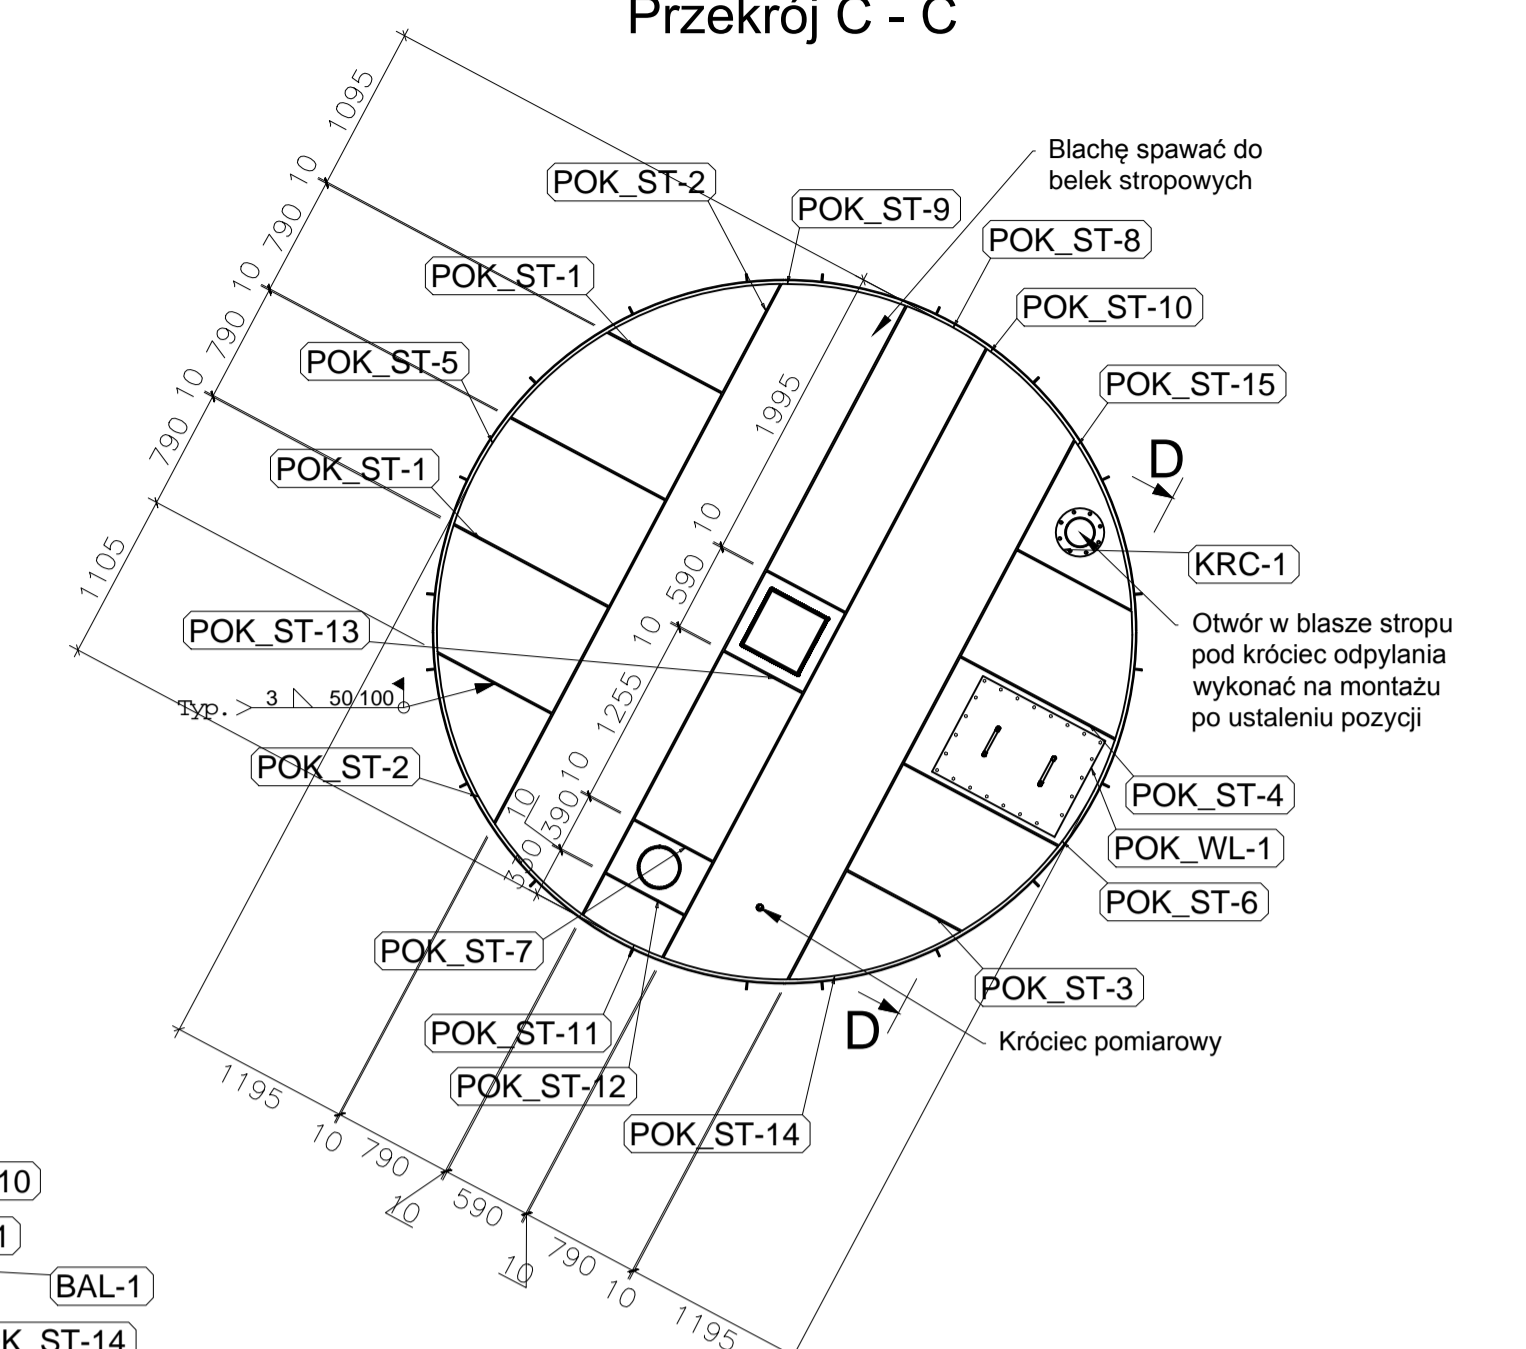 Przekrój C - C
1095
10
790
10
790
10
790
1105
POK_ST-2
POK_ST-9
Blachę spawać do
belek stropowych
POK_ST-8
POK_ST-1
POK_ST-10
POK_ST-5
POK_ST-15
1995
D
POK_ST-1
10
590
10
KRC-1
Otwór w blasze stropu
pod króciec odpylania
wykonać na montażu
po ustaleniu pozycji
POK_ST-13
Typ.
3
50
100
1255
10
POK_ST-2
10
390
POK_ST-4
POK_WL-1
POK_ST-6
POK_ST-7
POK_ST-3
POK_ST-11
D
Króciec pomiarowy
POK_ST-12
POK_ST-14
1195
10
790
10
590
10
790
10
1195
10
1
BAL-1
K_ST-14